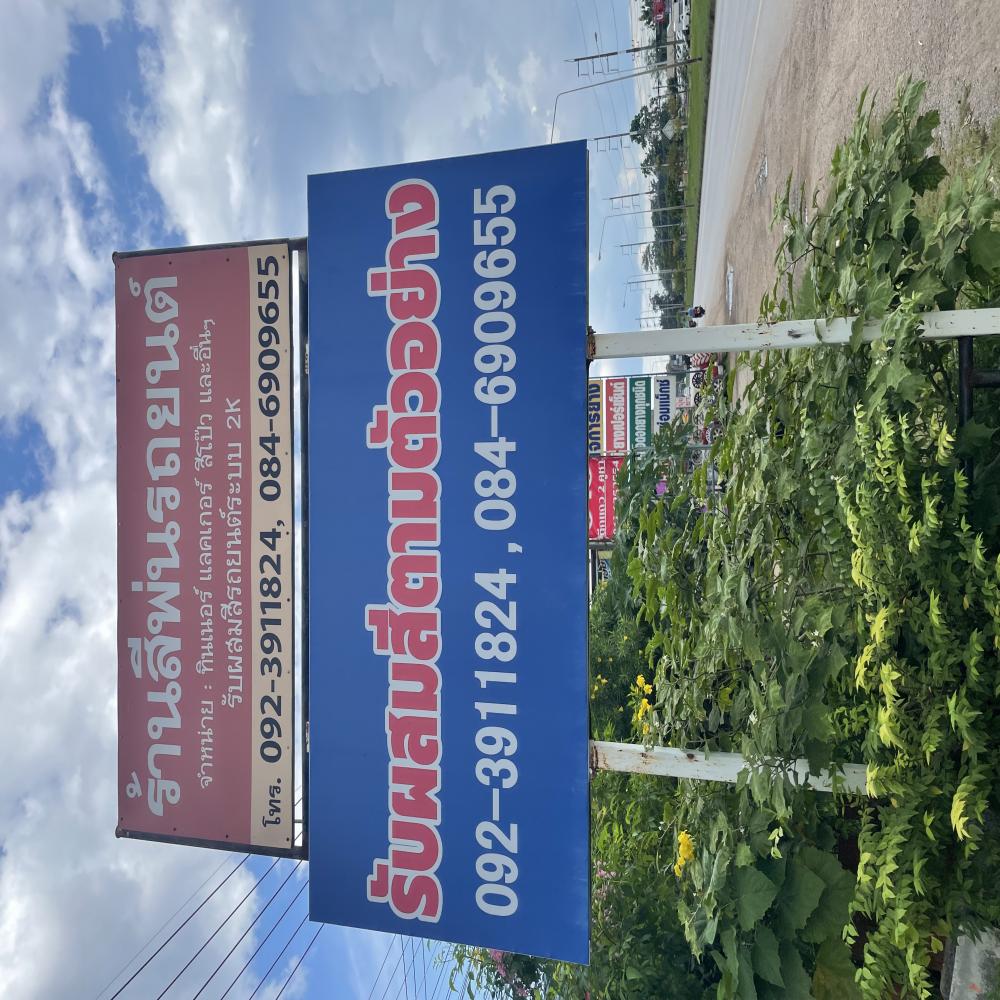 ร้านสีพ่นรถยนต์
จำหน่าย : ทินเนอร์ แลคเกอร์ สีโป๊ว และอื่นๆ
รับผสมสีรถยนต์ระบบ 2K
โทร. 092-3911824, 084-6909655
รับผสมสีตามตัวอย่าง
092-3911824,084-6909655